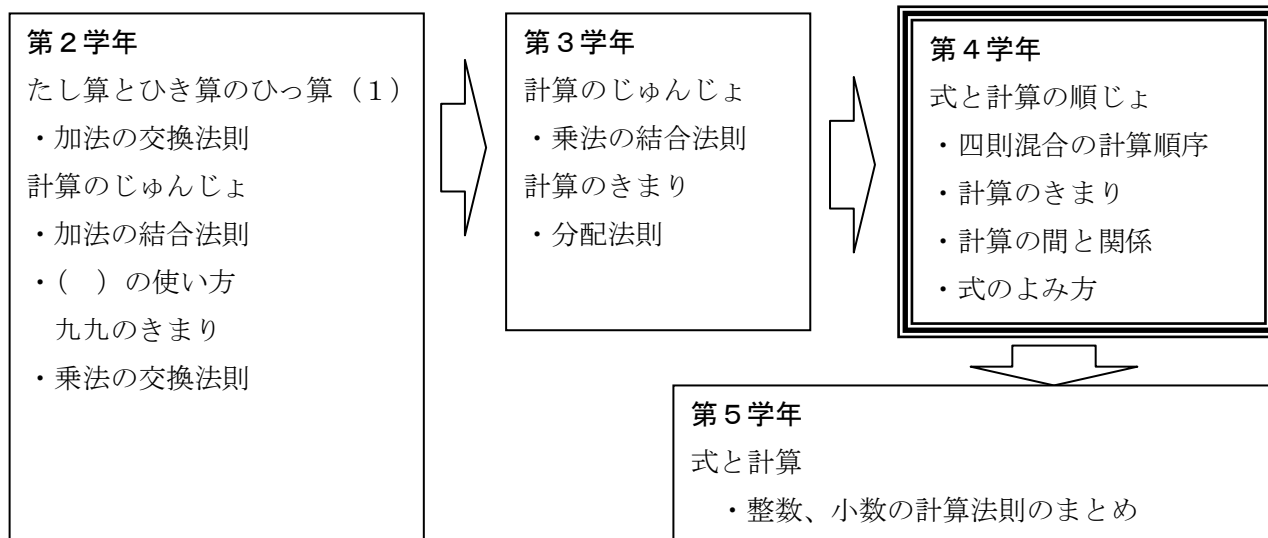 第２学年
たし算とひき算のひっ算（１）
・加法の交換法則
計算のじゅんじょ
・加法の結合法則
・(　) の使い方
九九のきまり
・乗法の交換法則
第３学年
計算のじゅんじょ
・乗法の結合法則
計算のきまり
・分配法則
第４学年
式と計算の順じょ
・四則混合の計算順序
・計算のきまり
・計算の間と関係
・式のよみ方
第５学年
式と計算
・整数、小数の計算法則のまとめ